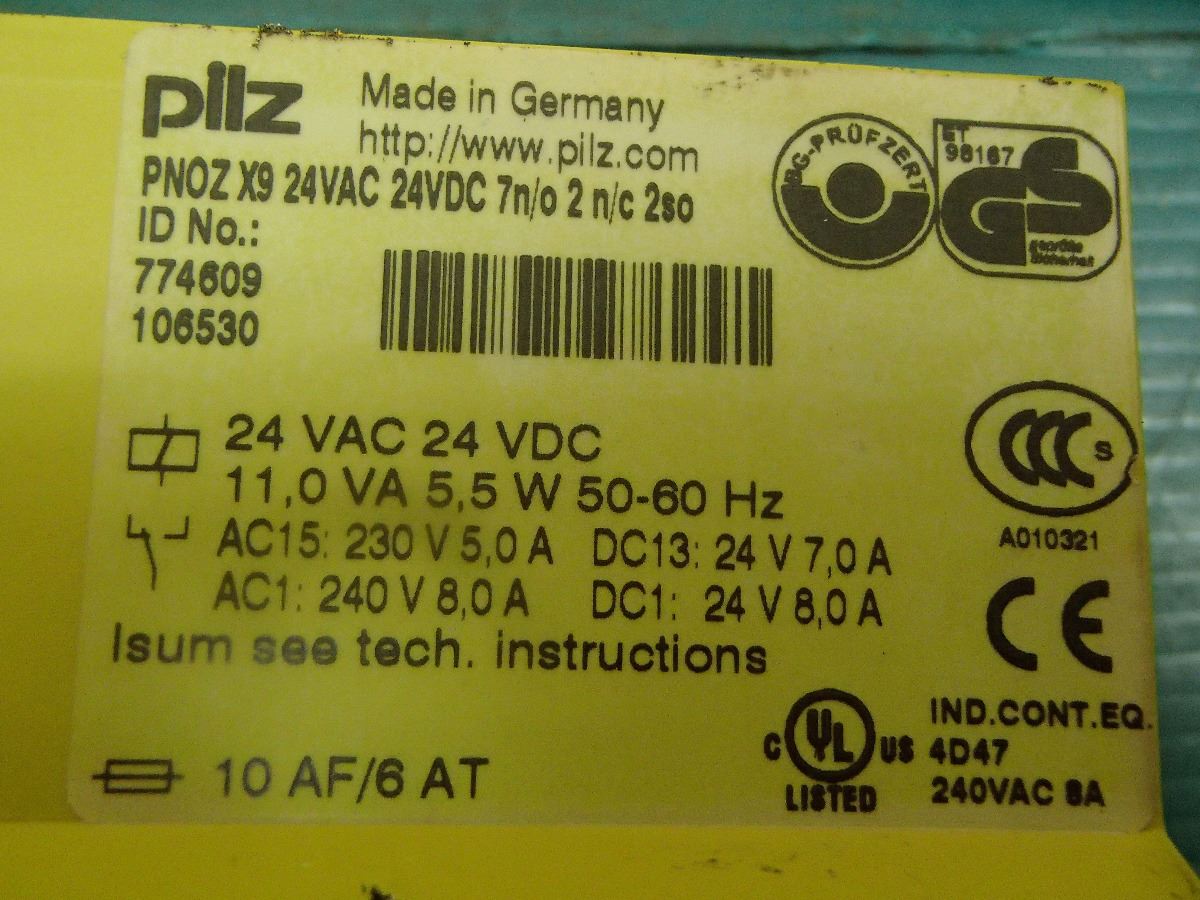 pilz
Made in Germany
http://www.pilz.com
PNOZ X9 24VAC 24VDC 7n/o 2 n/c 2so
ID No.:
774609
106530
BG-PRÜFZERT
ET
98167
GS
geprüfte
Sicherheit
24 VAC 24 VDC
11,0 VA 5,5 W 50-60 Hz
AC15: 230 V 5,0 A DC13: 24 V 7,0 A
AC1: 240 V 8,0 A DC1: 24 V 8,0 A
Isum see tech. instructions
CCC S
A010321
CE
10 AF/6 AT
C UL US
LISTED
IND.CONT.EQ.
4D47
240VAC 8A